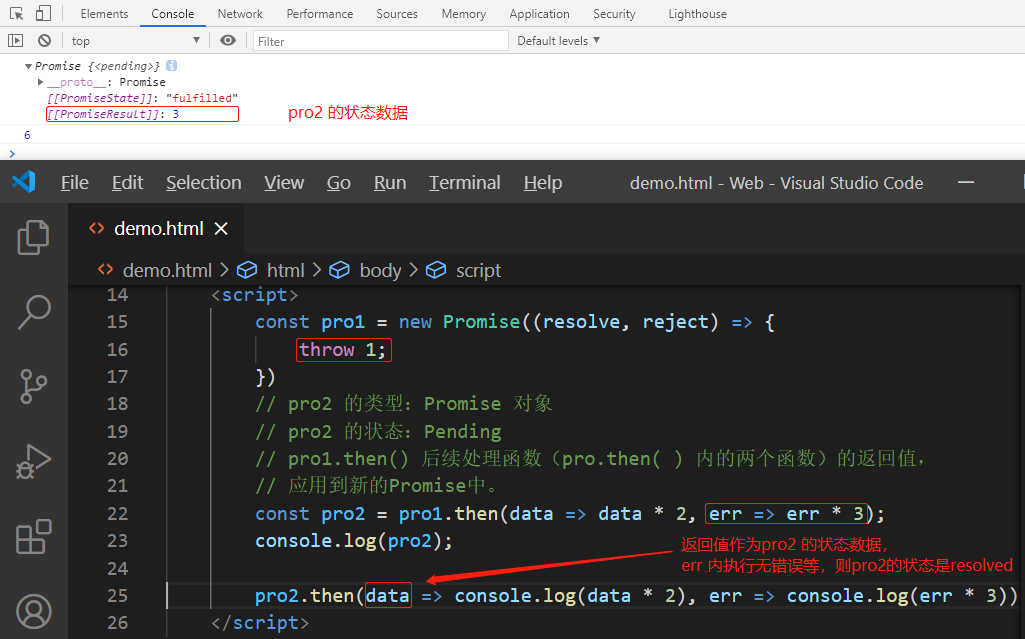 Elements Console Network Performance Sources Memory Application Security Lighthouse
top Filter Default levels
Promise {<pending>}
__proto__: Promise
[[PromiseState]]: "fulfilled"
[[PromiseResult]]: 3 pro2 的状态数据
6
File Edit Selection View Go Run Terminal Help demo.html - Web - Visual Studio Code
demo.html
demo.html > html > body > script
14 <script>
15 const pro1 = new Promise((resolve, reject) => {
16 throw 1;
17 })
18 // pro2 的类型：Promise 对象
19 // pro2 的状态：Pending
20 // pro1.then() 后续处理函数（pro.then( ) 内的两个函数）的返回值，
21 // 应用到新的Promise中。
22 const pro2 = pro1.then(data => data * 2, err => err * 3);
23 console.log(pro2);
返回值作为pro2 的状态数据，
24
err 内执行无错误等，则pro2的状态是resolved
25 pro2.then(data => console.log(data * 2), err => console.log(err * 3))
26 </script>